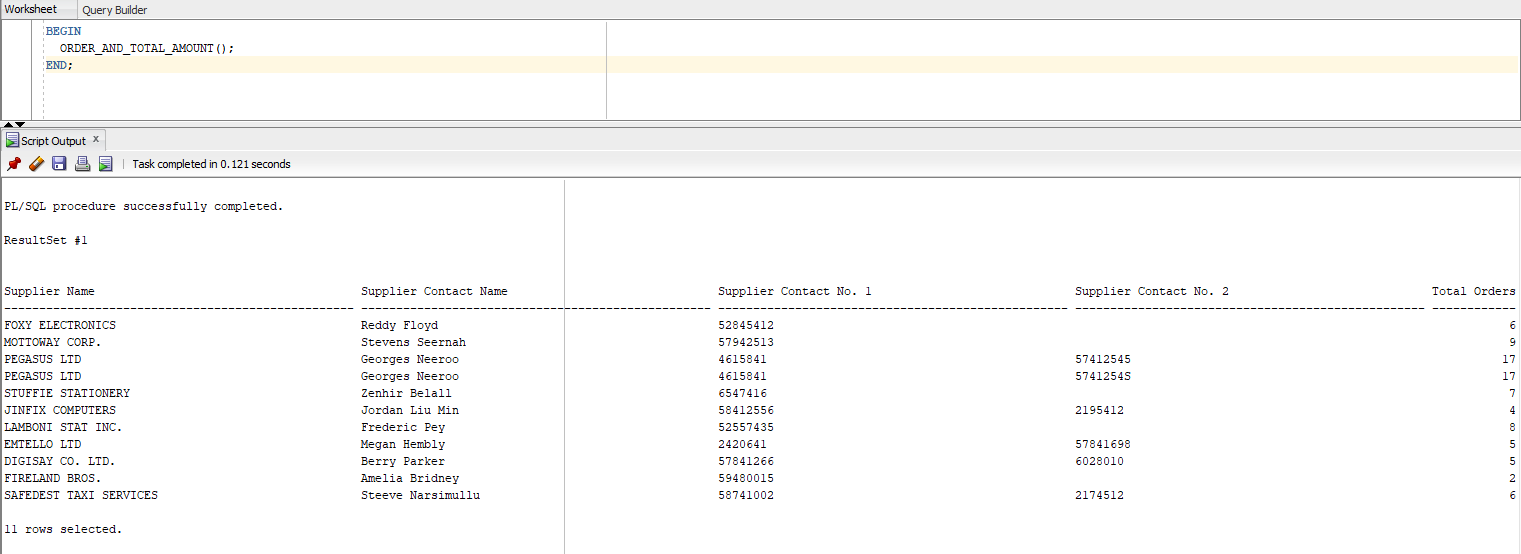 Worksheet Query Builder
BEGIN
ORDER_AND_TOTAL_AMOUNT();
END;
Script Output x
Task completed in 0.121 seconds
PL/SQL procedure successfully completed.
ResultSet #1
Supplier Name Supplier Contact Name Supplier Contact No. 1 Supplier Contact No. 2 Total Orders
-------------------------------------------------- -------------------------------------------------- -------------------------------------------------- -------------------------------------------------- ------------
FOXY ELECTRONICS Reddy Floyd 52845412 6
MOTTOWAY CORP. Stevens Seernah 57942513 9
PEGASUS LTD Georges Neeroo 4615841 57412545 17
PEGASUS LTD Georges Neeroo 4615841 5741254S 17
STUFFIE STATIONERY Zenhir Belall 6547416 7
JINFIX COMPUTERS Jordan Liu Min 58412556 2195412 4
LAMBONI STAT INC. Frederic Pey 52557435 8
EMTELLO LTD Megan Hembly 2420641 57841698 5
DIGISAY CO. LTD. Berry Parker 57841266 6028010 5
FIRELAND BROS. Amelia Bridney 59480015 2
SAFEDEST TAXI SERVICES Steeve Narsimullu 58741002 2174512 6
11 rows selected.